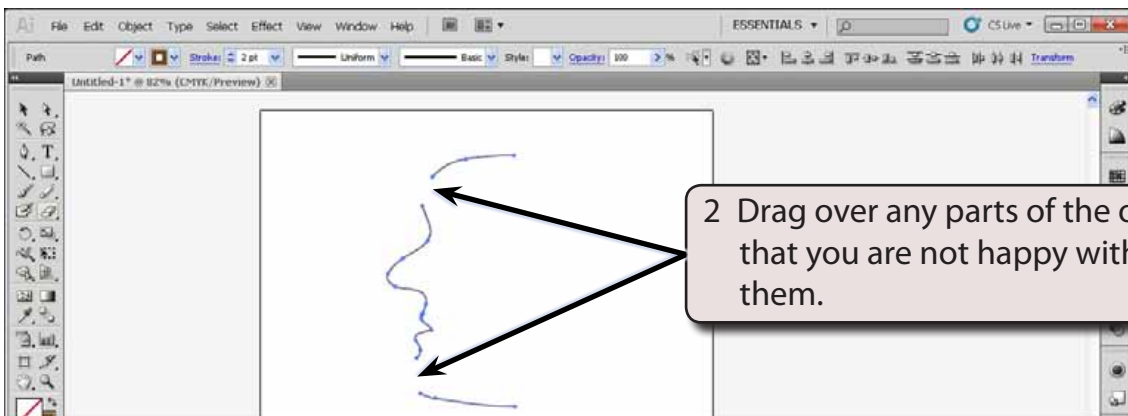 Ai File Edit Object Type Select Effect View Window Help ESSENTIALS CS Live
Path Stroke: 2 pt Uniform Basic Style: Opacity: 100 % Transform
Untitled-1* @ 82% (CMYK/Preview)
2 Drag over any parts of the
that you are not happy with
them.